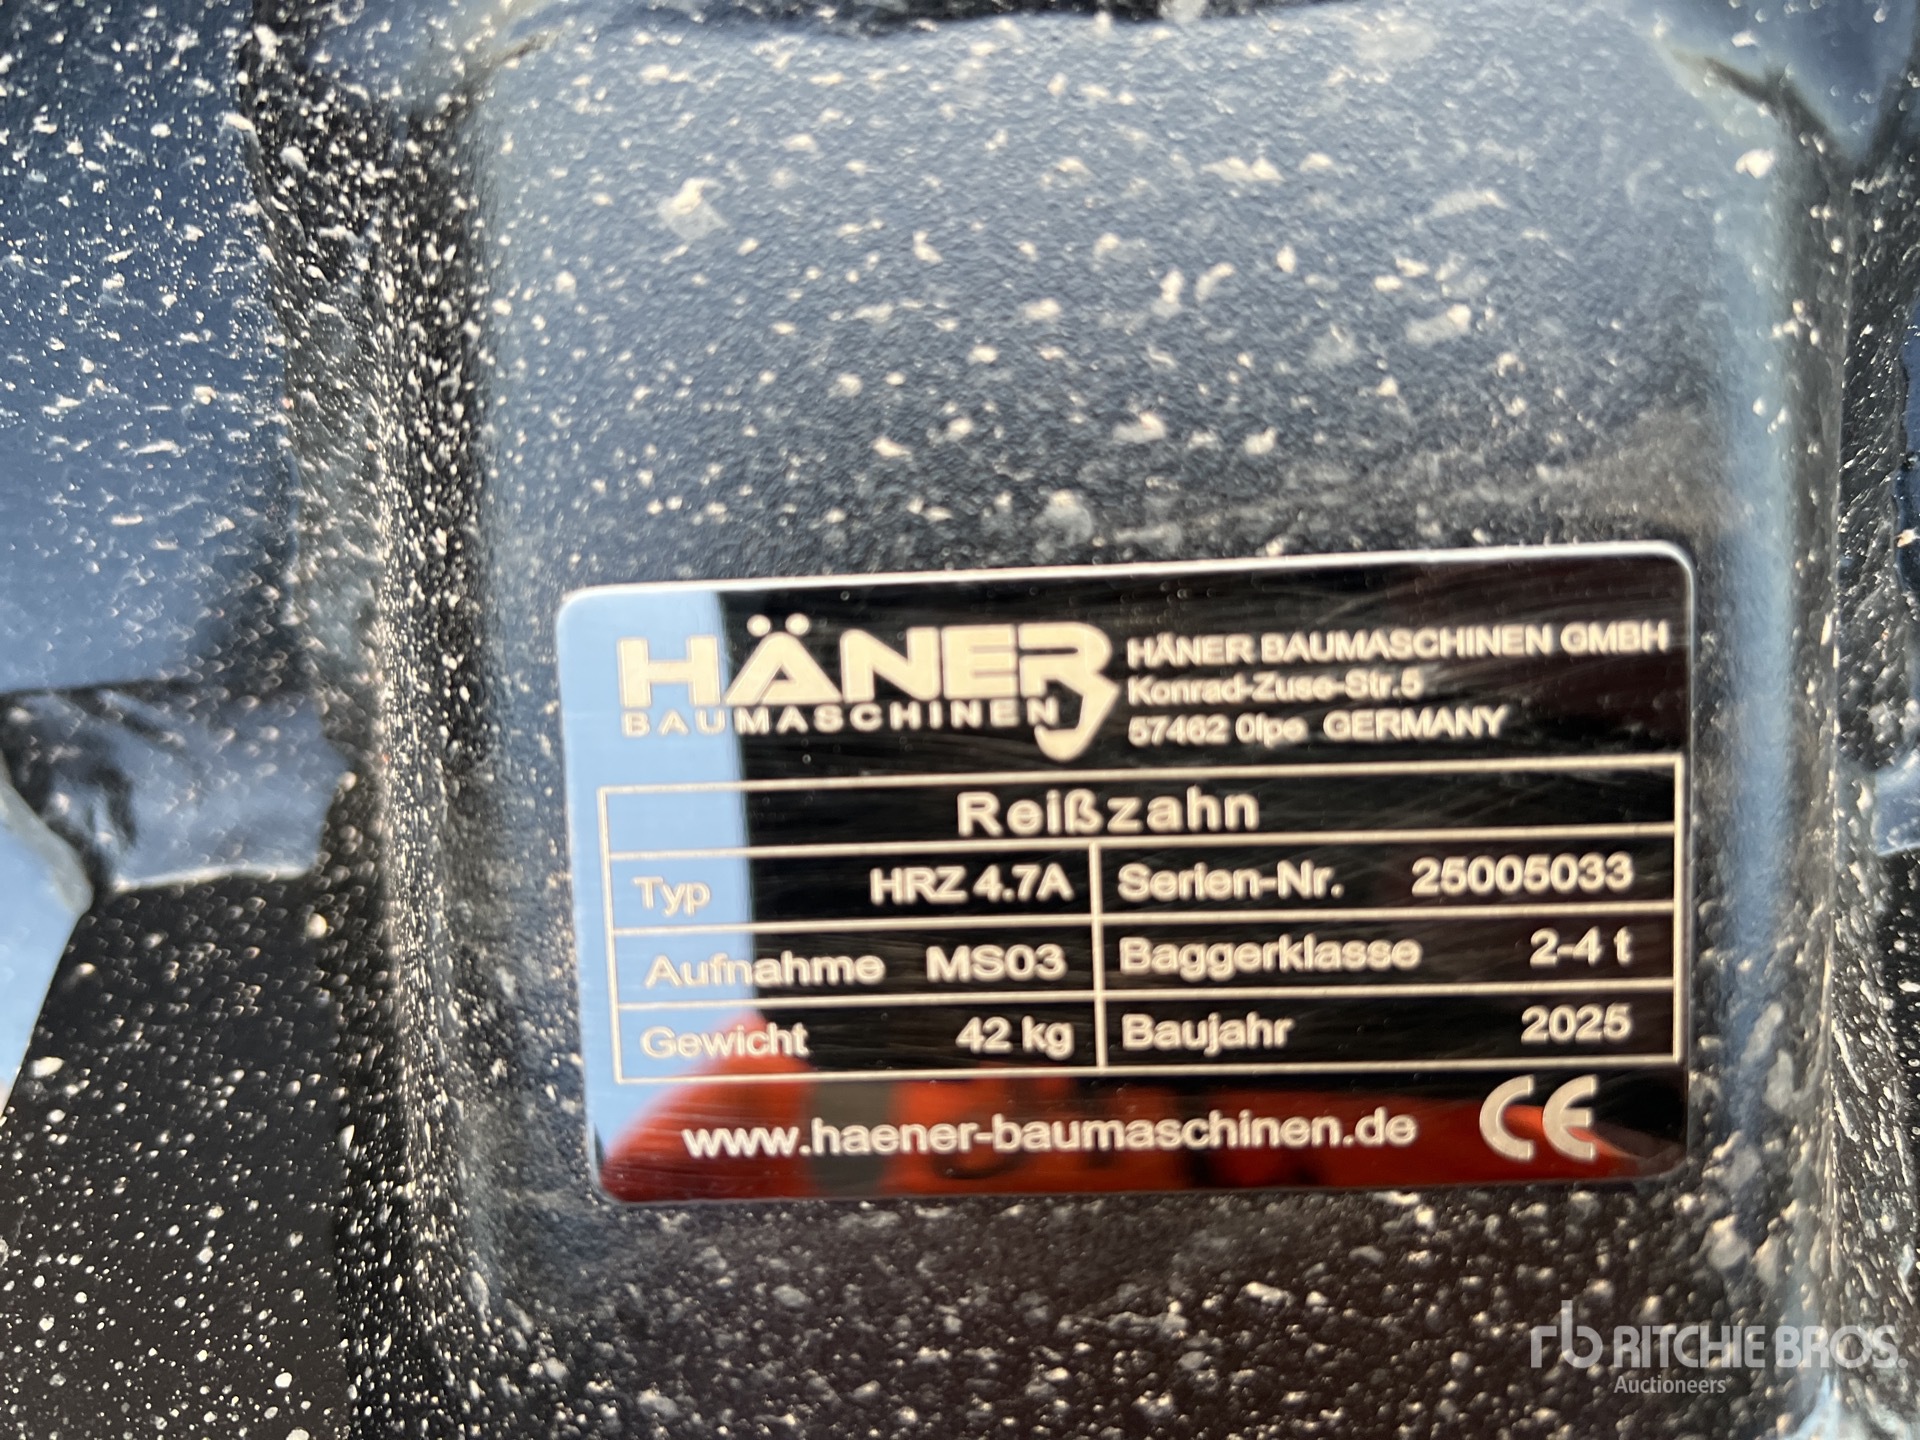 HÄNER
BAUMASCHINEN
HÄNER BAUMASCHINEN GMBH
Konrad-Zuse-Str.5
57462 Olpe GERMANY
Reißzahn
Typ HRZ 4.7A Serien-Nr. 25005033
Aufnahme MS03 Baggerklasse 2-4 t
Gewicht 42 kg Baujahr 2025
www.haener-baumaschinen.de CE
rb RITCHIE BROS.
Auctioneers